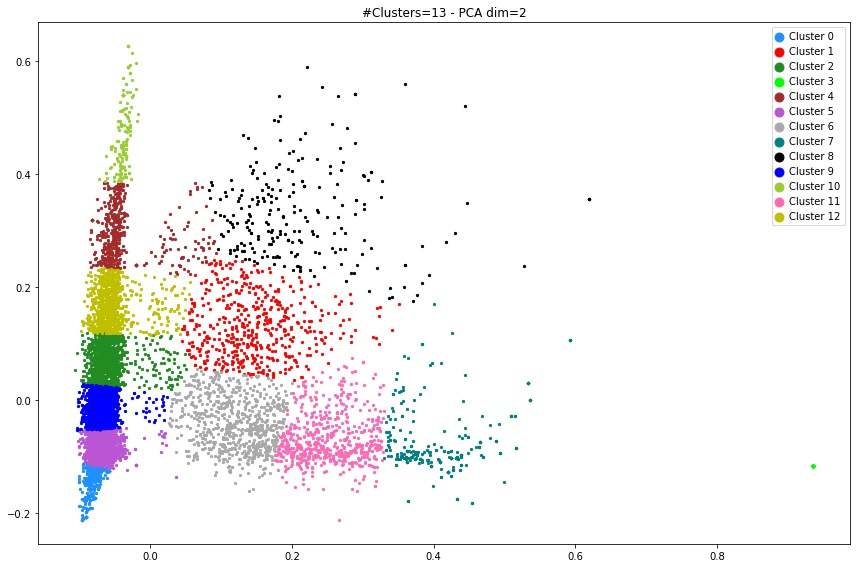 #Clusters=13 - PCA dim=2
Cluster 0
Cluster 1
Cluster 2
Cluster 3
Cluster 4
Cluster 5
Cluster 6
Cluster 7
Cluster 8
Cluster 9
Cluster 10
Cluster 11
Cluster 12
0.6
0.4
0.2
0.0
−0.2
0.0 0.2 0.4 0.6 0.8